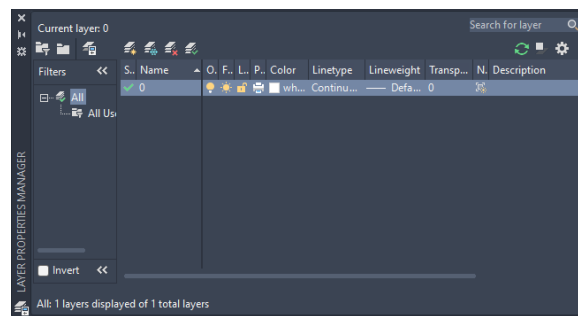 Current layer: 0
Search for layer
Filters
S.. Name O. F.. L.. P.. Color Linetype Lineweight Transp... N. Description
All
0 wh... Continu... Defa... 0
All Us
Invert
All: 1 layers displayed of 1 total layers
LAYER PROPERTIES MANAGER